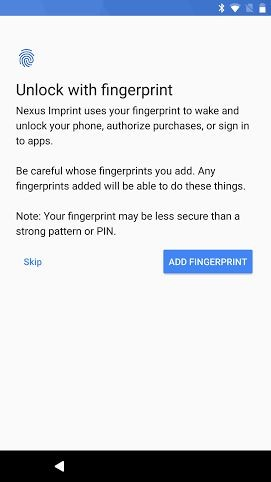 Unlock with fingerprint
Nexus Imprint uses your fingerprint to wake and
unlock your phone, authorize purchases, or sign in
to apps.
Be careful whose fingerprints you add. Any
fingerprints added will be able to do these things.
Note: Your fingerprint may be less secure than a
strong pattern or PIN.
Skip
ADD FINGERPRINT